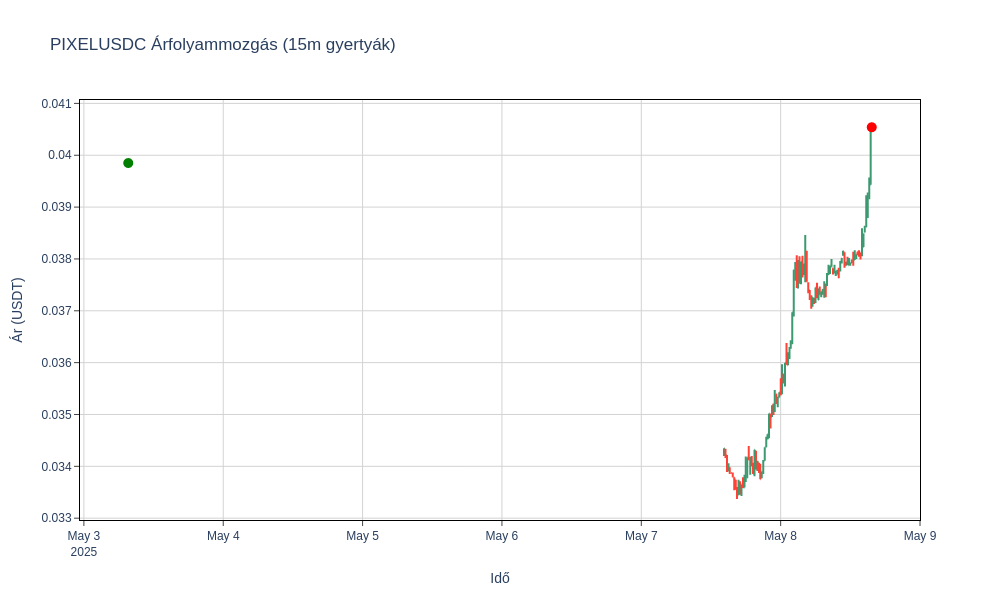 PIXELUSDC Árfolyammozgás (15m gyertyák)
0.041
0.04
0.039
0.038
0.037
0.036
0.035
0.034
0.033
Ár (USDT)
May 3
2025
May 4
May 5
May 6
May 7
May 8
May 9
Idő